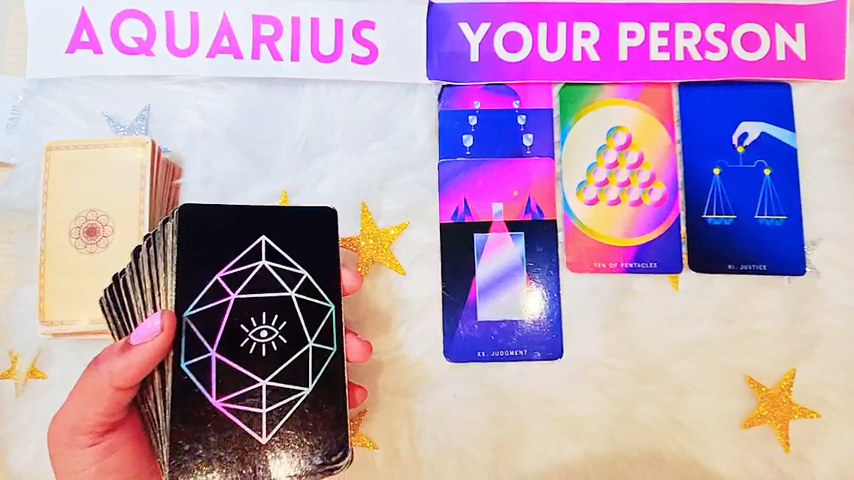 AQUARIUS
YOUR PERSON
TEN OF PENTACLES
XI. JUSTICE
XX. JUDGMENT